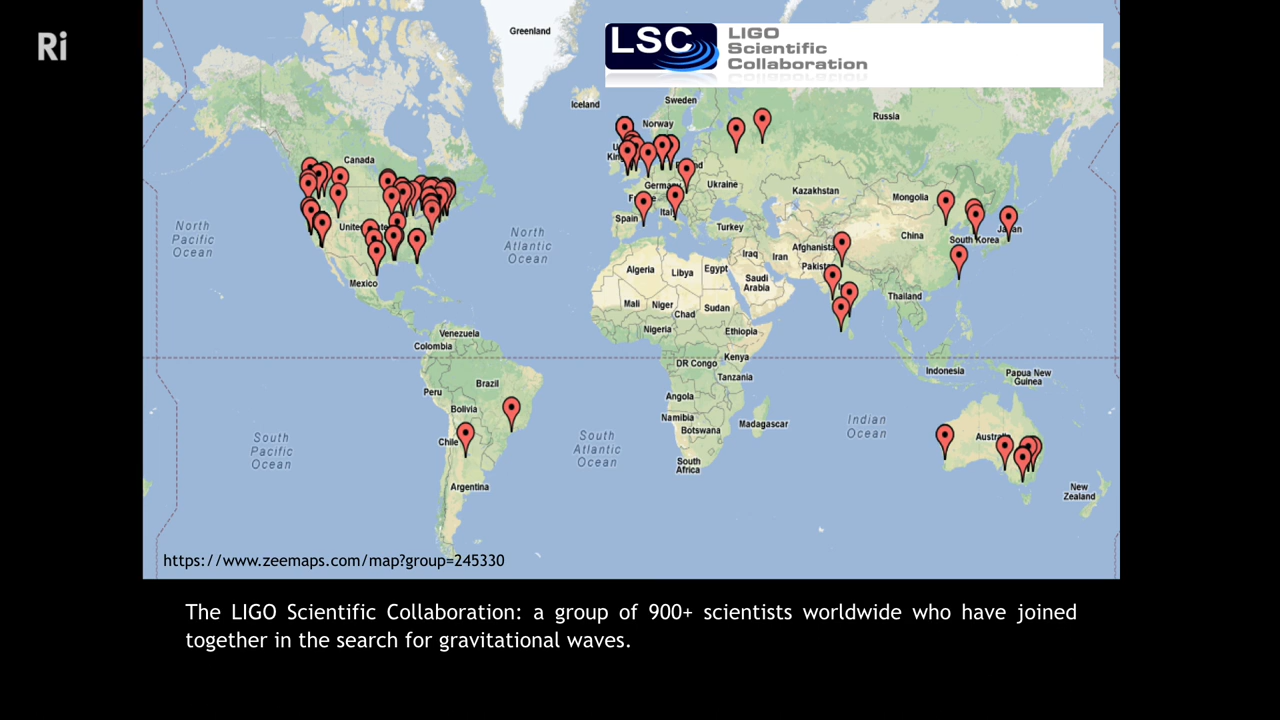 Ri
LSC
LIGO
Scientific
Collaboration
Greenland
Iceland
Sweden
Norway
Russia
Canada
Ukraine
Kazakhstan
Mongolia
Spain
Turkey
China
South Korea
North
Pacific
Ocean
North
Atlantic
Ocean
Iraq
Iran
Mexico
Algeria
Libya
Egypt
Saudi
Arabia
Mali
Niger
Chad
Sudan
Thailand
Nigeria
Ethiopia
Venezuela
Colombia
DR Congo
Kenya
Tanzania
Indonesia
Papua New
Guinea
Peru
Brazil
Bolivia
Angola
Namibia
Botswana
Madagascar
Indian
Ocean
Chile
South
Pacific
Ocean
South
Atlantic
Ocean
South
Africa
Argentina
New
Zealand
https://www.zeemaps.com/map?group=245330
The LIGO Scientific Collaboration: a group of 900+ scientists worldwide who have joined
together in the search for gravitational waves.